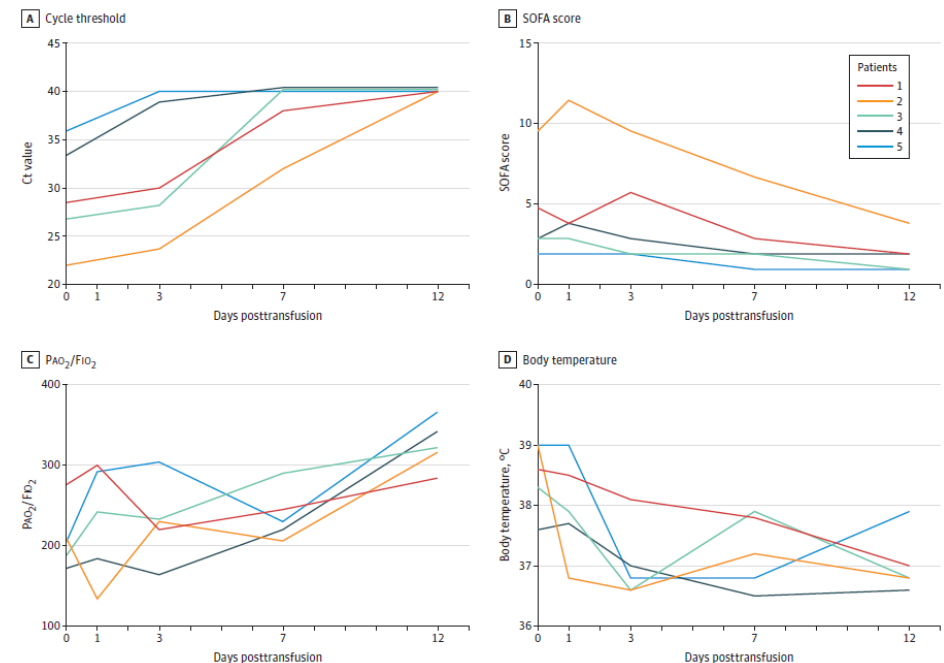 A Cycle threshold
45
40
35
30
25
20
Ct value
0 1 3 7 12
Days posttransfusion
B SOFA score
15
10
5
0
SOFA score
Patients
1
2
3
4
5
0 1 3 7 12
Days posttransfusion
C PaO2/FiO2
400
300
200
100
PaO2/FiO2
0 1 3 7 12
Days posttransfusion
D Body temperature
40
39
38
37
36
Body temperature, ºC
0 1 3 7 12
Days posttransfusion